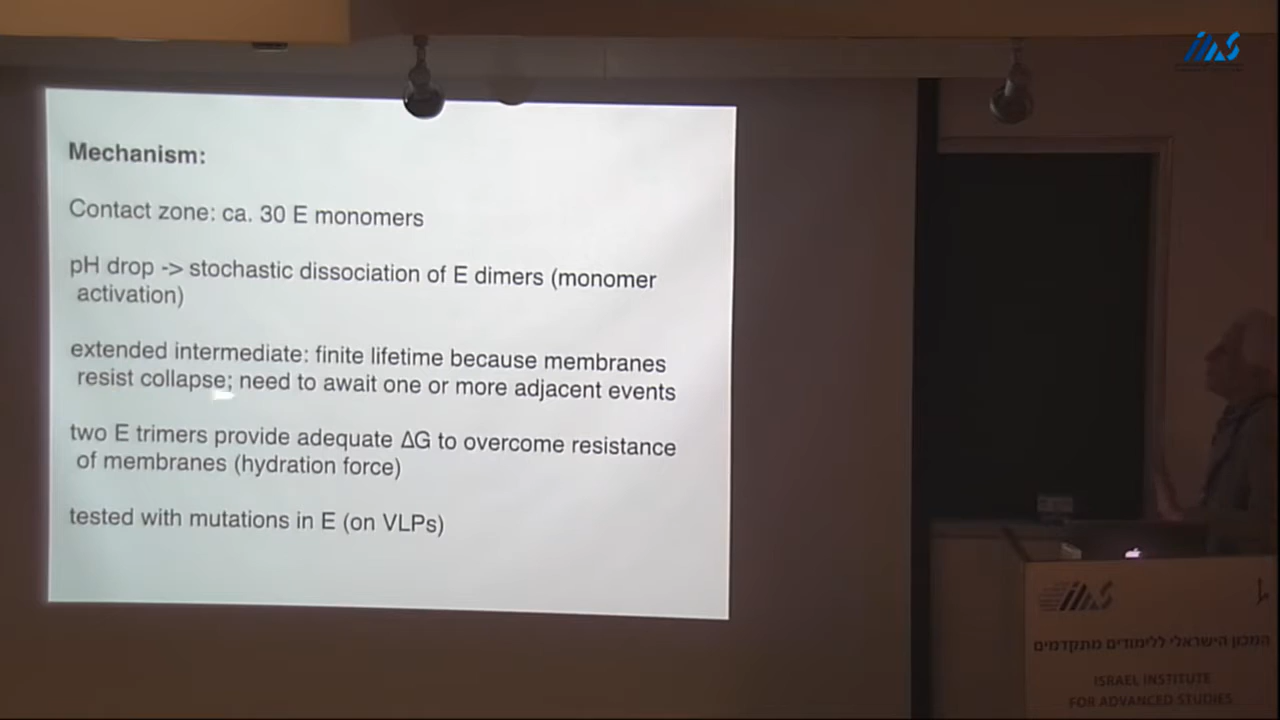 Mechanism:
Contact zone: ca. 30 E monomers
pH drop -> stochastic dissociation of E dimers (monomer
activation)
extended intermediate: finite lifetime because membranes
resist collapse; need to await one or more adjacent events
two E trimers provide adequate ΔG to overcome resistance
of membranes (hydration force)
tested with mutations in E (on VLPs)
iias
iias
המכון הישראלי ללימודים מתקדמים
ISRAEL INSTITUTE
FOR ADVANCED STUDIES